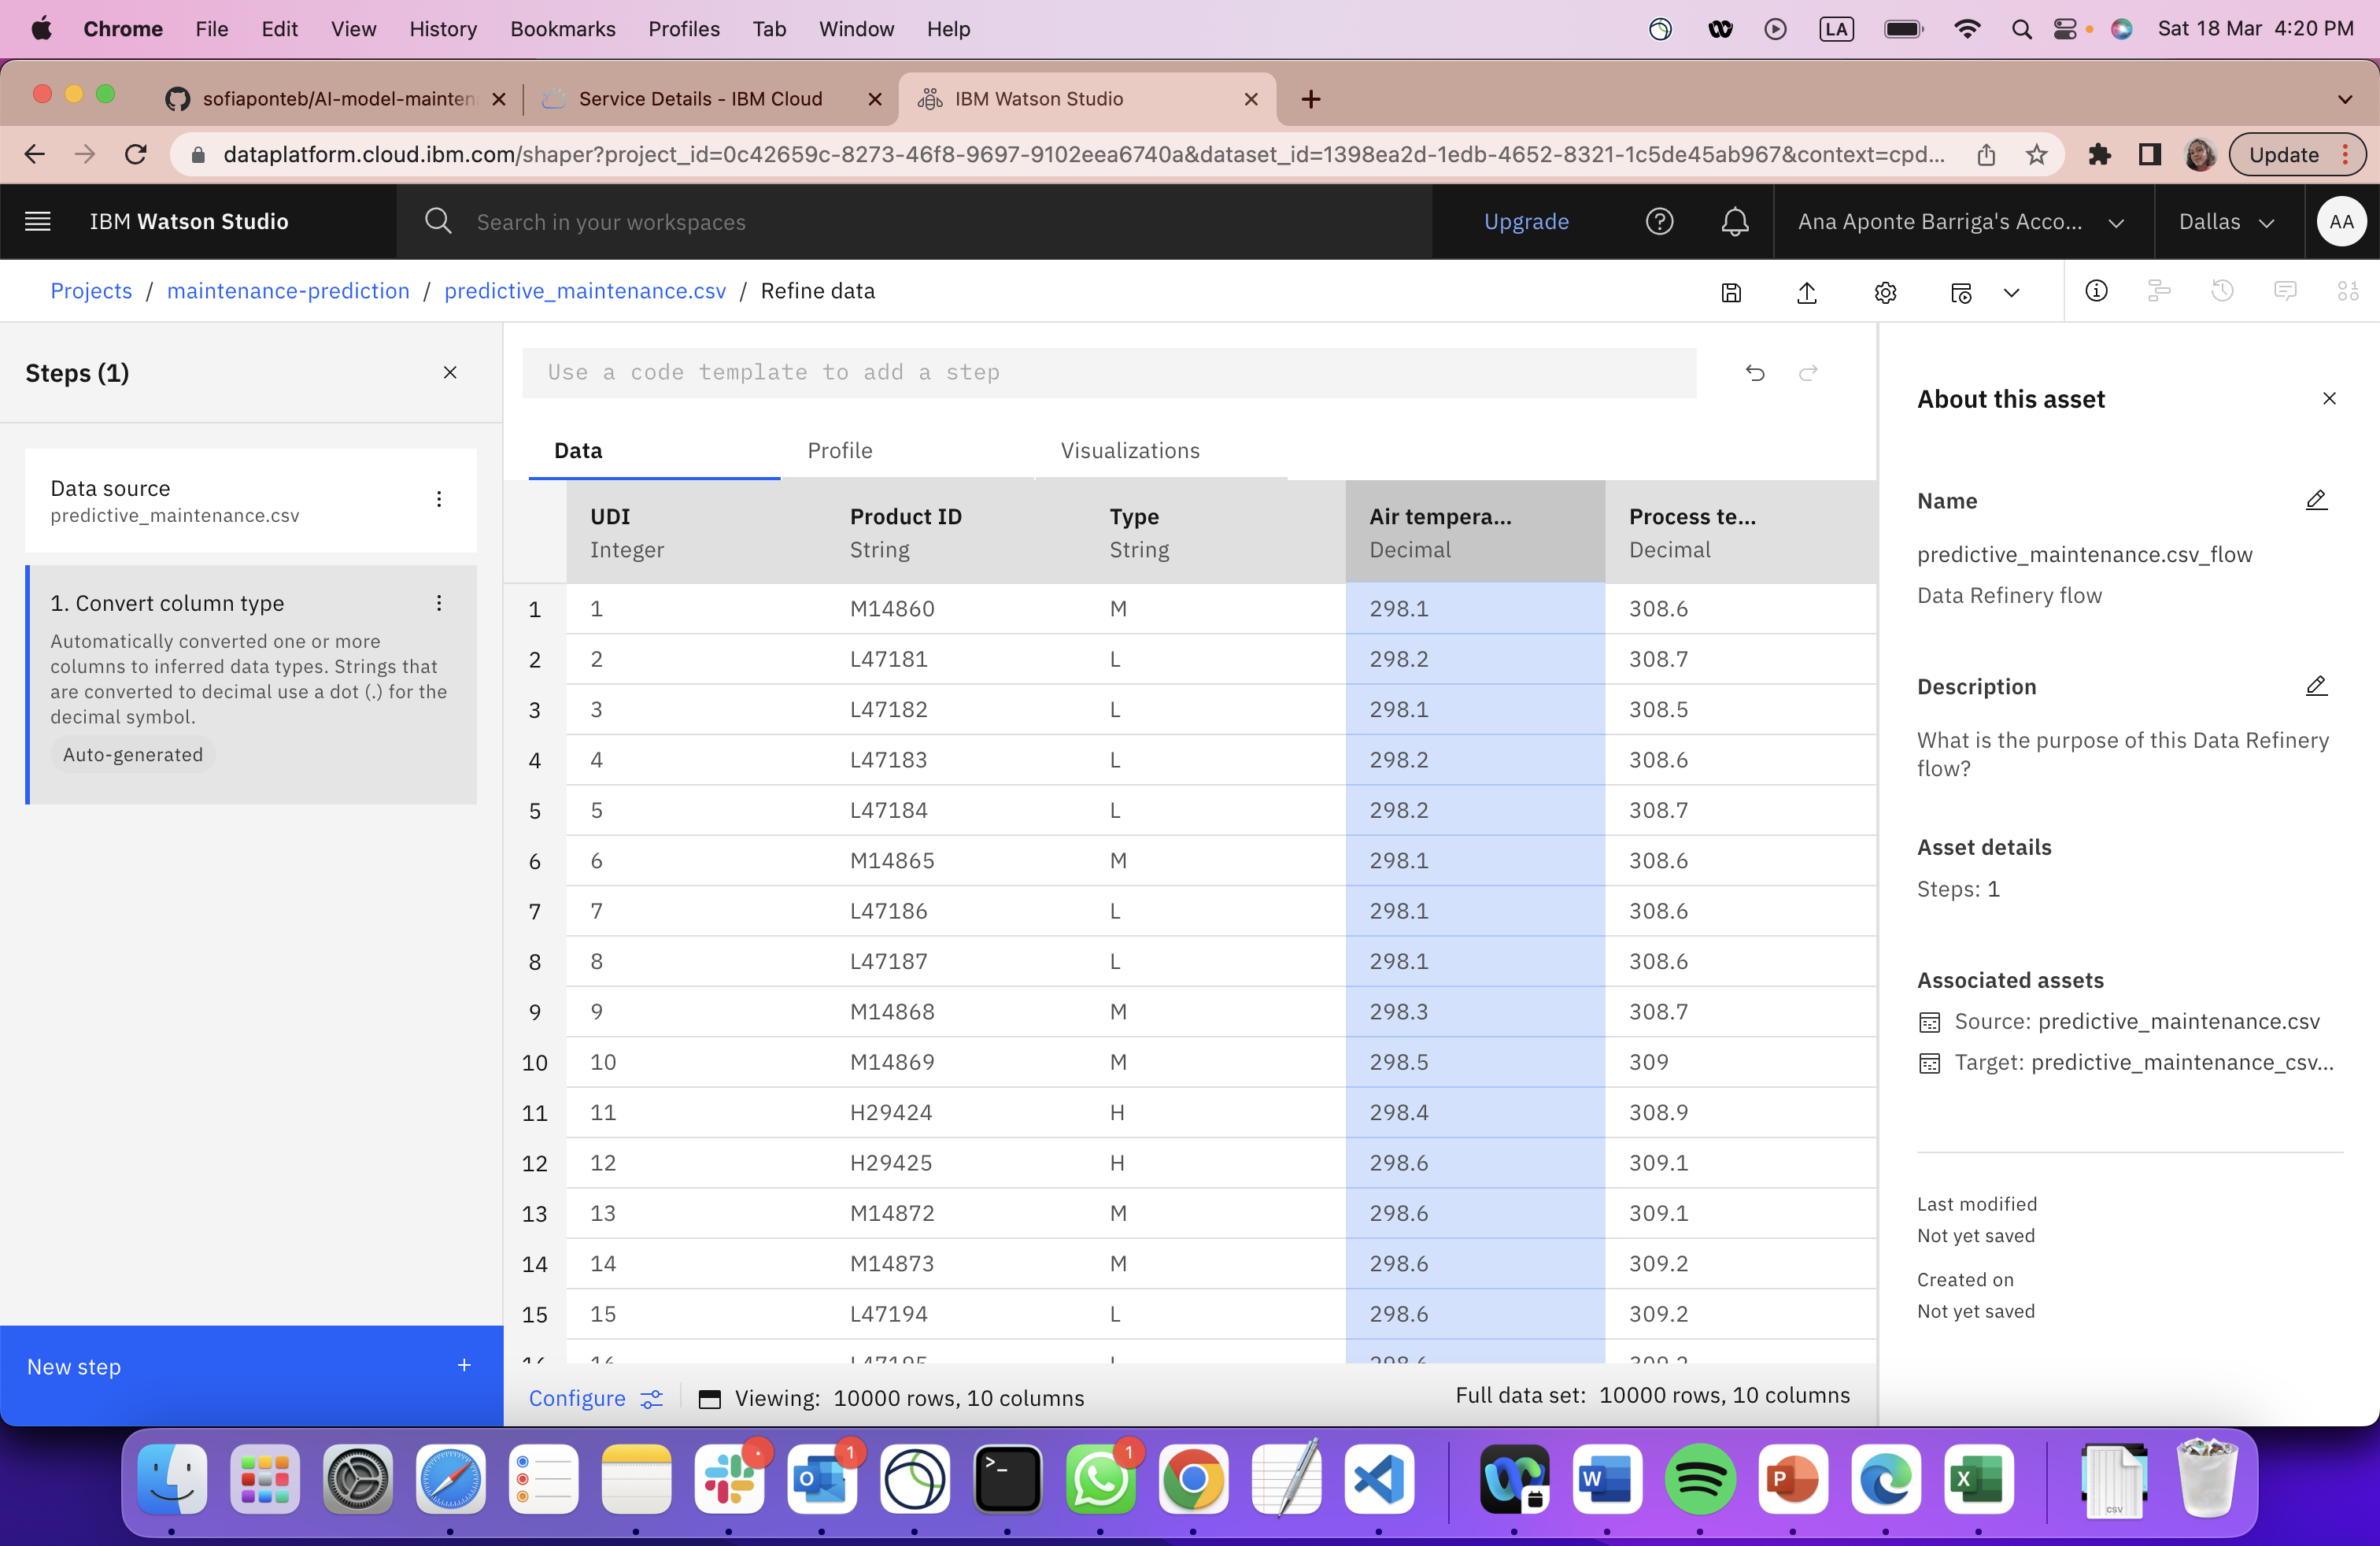 Chrome File Edit View History Bookmarks Profiles Tab Window Help LA Sat 18 Mar 4:20 PM
sofiaponteb/AI-model-mainten Service Details - IBM Cloud IBM Watson Studio
dataplatform.cloud.ibm.com/shaper?project_id=0c42659c-8273-46f8-9697-9102eea6740a&dataset_id=1398ea2d-1edb-4652-8321-1c5de45ab967&context=cpd... Update
IBM Watson Studio Search in your workspaces Upgrade Ana Aponte Barriga's Acco... Dallas AA
Projects / maintenance-prediction / predictive_maintenance.csv / Refine data
Steps (1)
Data source
predictive_maintenance.csv
1. Convert column type
Automatically converted one or more
columns to inferred data types. Strings that
are converted to decimal use a dot (.) for the
decimal symbol.
Auto-generated
New step +
Use a code template to add a step
Data Profile Visualizations
UDI Product ID Type Air tempera... Process te...
Integer String String Decimal Decimal
1 1 M14860 M 298.1 308.6
2 2 L47181 L 298.2 308.7
3 3 L47182 L 298.1 308.5
4 4 L47183 L 298.2 308.6
5 5 L47184 L 298.2 308.7
6 6 M14865 M 298.1 308.6
7 7 L47186 L 298.1 308.6
8 8 L47187 L 298.1 308.6
9 9 M14868 M 298.3 308.7
10 10 M14869 M 298.5 309
11 11 H29424 H 298.4 308.9
12 12 H29425 H 298.6 309.1
13 13 M14872 M 298.6 309.1
14 14 M14873 M 298.6 309.2
15 15 L47194 L 298.6 309.2
Configure Viewing: 10000 rows, 10 columns Full data set: 10000 rows, 10 columns
About this asset
Name
predictive_maintenance.csv_flow
Data Refinery flow
Description
What is the purpose of this Data Refinery
flow?
Asset details
Steps: 1
Associated assets
Source: predictive_maintenance.csv
Target: predictive_maintenance_csv...
Last modified
Not yet saved
Created on
Not yet saved
1 1
O >_ W P X CSV